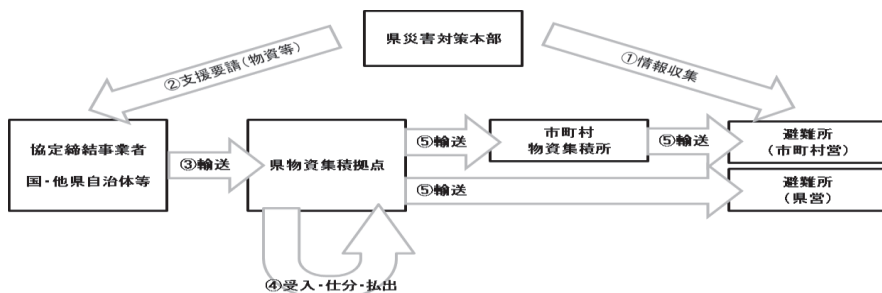 県災害対策本部
②支援要請(物資等)
①情報収集
協定締結事業者
国・他県自治体等
③輸送
県物資集積拠点
⑤輸送
市町村
物資集積所
⑤輸送
避難所
(市町村営)
⑤輸送
避難所
(県営)
④受入・仕分・払出